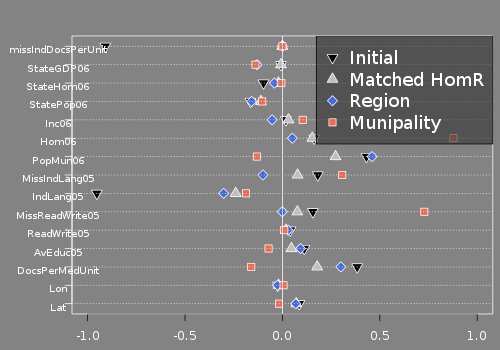 missIndDocsPerUnit
StateGDP06
StateHom06
StatePop06
Inc06
Hom06
PopMun06
MissIndLang05
IndLang05
MissReadWrite05
ReadWrite05
AvEduc05
DocsPerMedUnit
Lon
Lat
Initial
Matched HomR
Region
Munipality
-1.0 -0.5 0.0 0.5 1.0